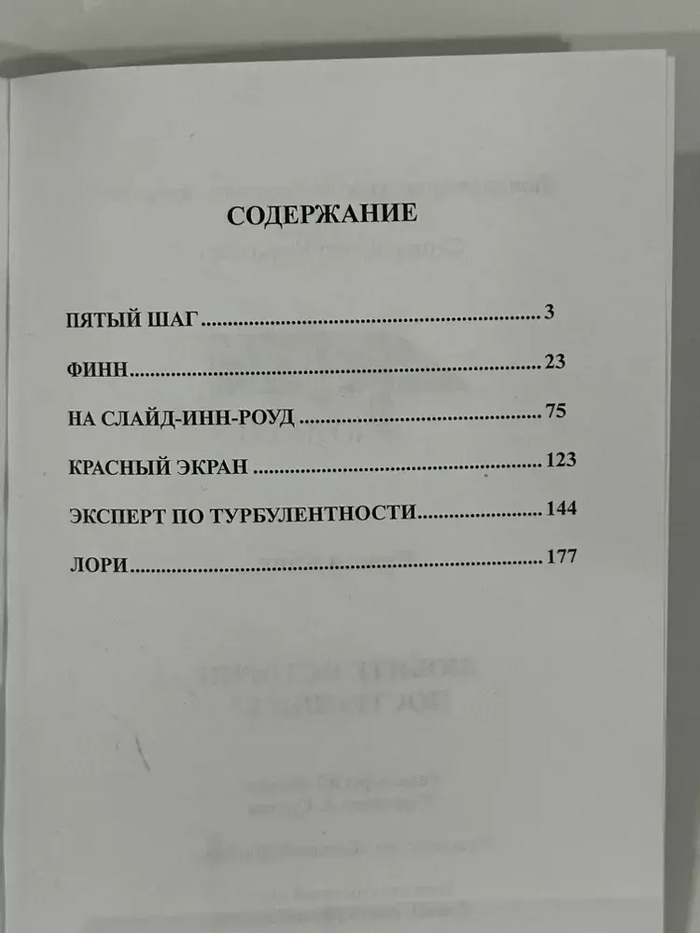 СОДЕРЖАНИЕ
ПЯТЫЙ ШАГ............................................................3
ФИНН............................................................23
НА СЛАЙД-ИНН-РОУД............................................75
КРАСНЫЙ ЭКРАН....................................................123
ЭКСПЕРТ ПО ТУРБУЛЕНТНОСТИ......................144
ЛОРИ............................................................177